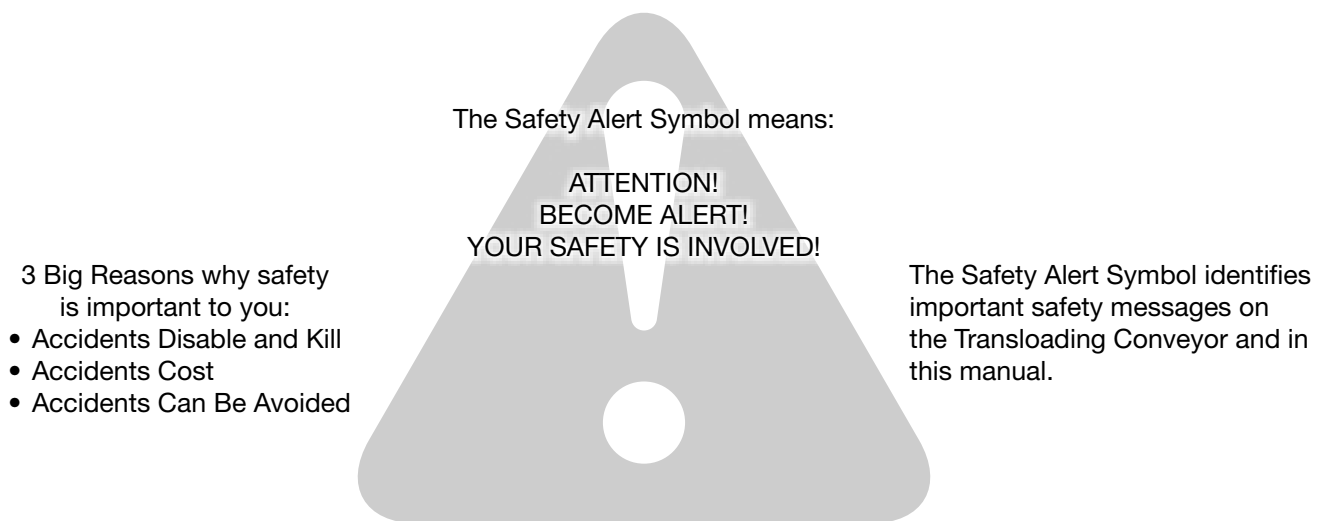 The Safety Alert Symbol means:
ATTENTION!
BECOME ALERT!
YOUR SAFETY IS INVOLVED!
3 Big Reasons why safety
is important to you:
• Accidents Disable and Kill
• Accidents Cost
• Accidents Can Be Avoided
The Safety Alert Symbol identifies
important safety messages on
the Transloading Conveyor and in
this manual.